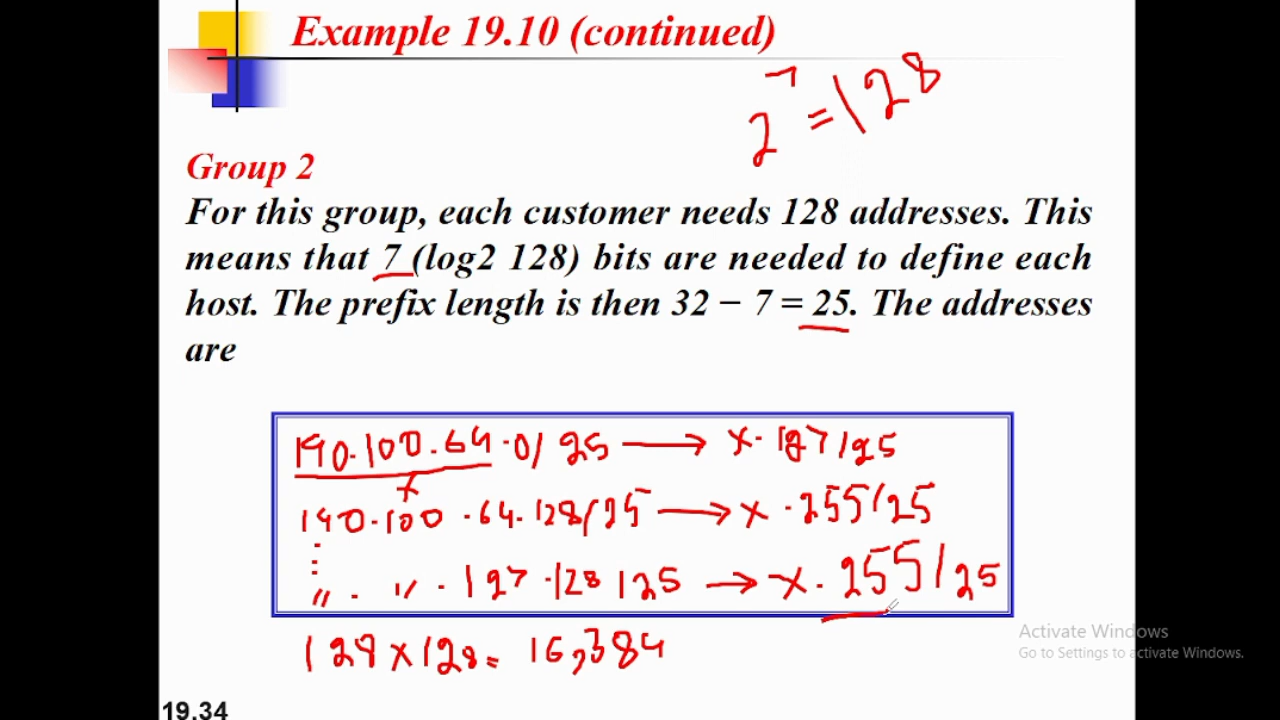 Example 19.10 (continued)
2⁷ = 128
Group 2
For this group, each customer needs 128 addresses. This
means that 7 (log2 128) bits are needed to define each
host. The prefix length is then 32 − 7 = 25. The addresses
are
190.100.64.0/25 → x.127/25
x
190.100.64.128/25 → x.255/25
:
〃 . 〃 . 127.128/25 → x.255/25
128 x 128 = 16,384
Activate Windows
Go to Settings to activate Windows.
19.34